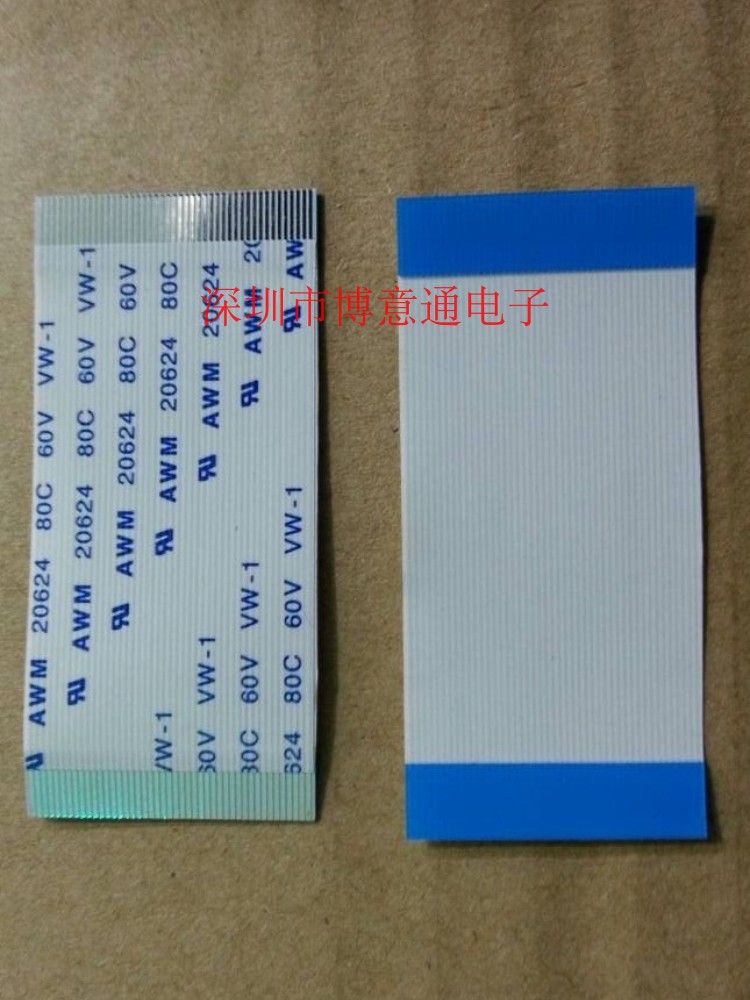 深圳市博意通电子
AWM 20624 80C 60V VW-1
AWM 20624 80C 60V VW-1
AWM 20624 80C 60V
AWM 20624 80C
VW-1
AWM 20624
60V VW-1
AWM 20
80C 60V VW-1
AW
624 80C 60V VW-1